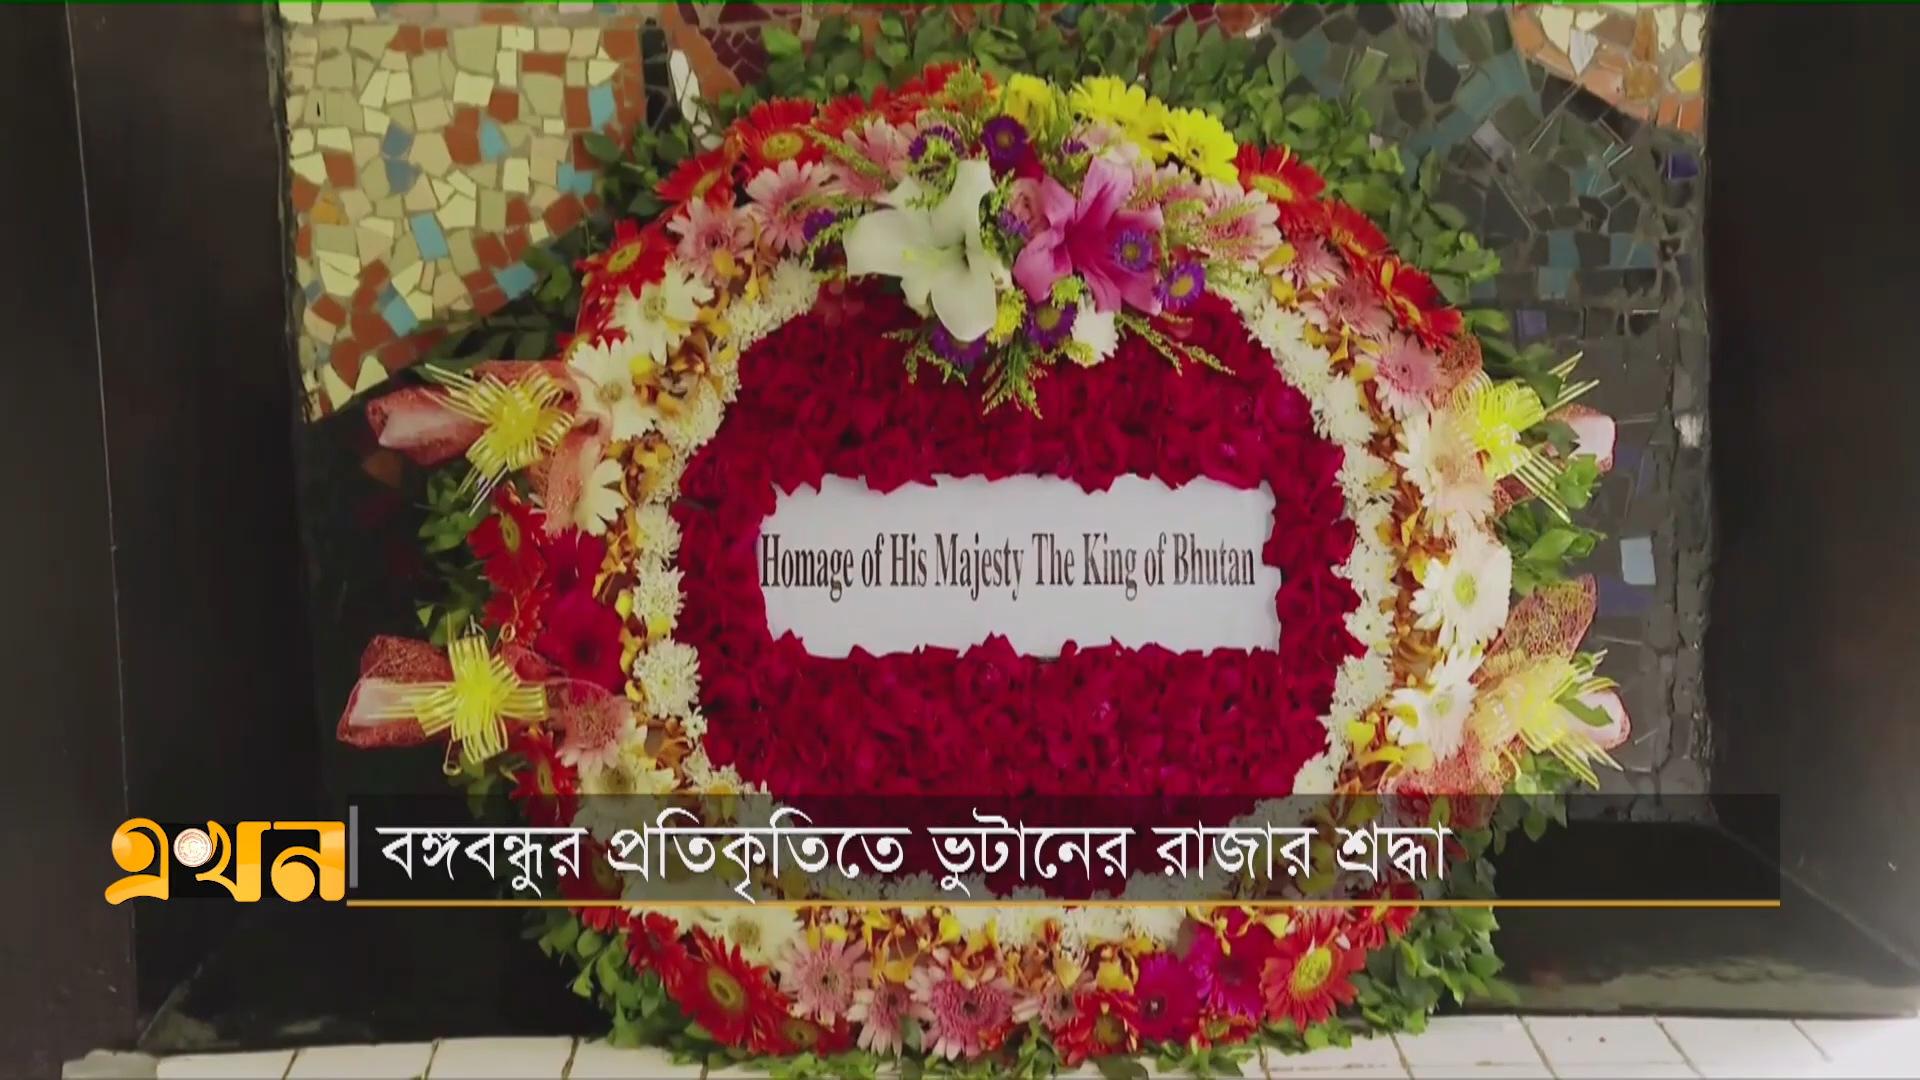 Homage of His Majesty The King of Bhutan
এখন
বঙ্গবন্ধুর প্রতিকৃতিতে ভুটানের রাজার শ্রদ্ধা